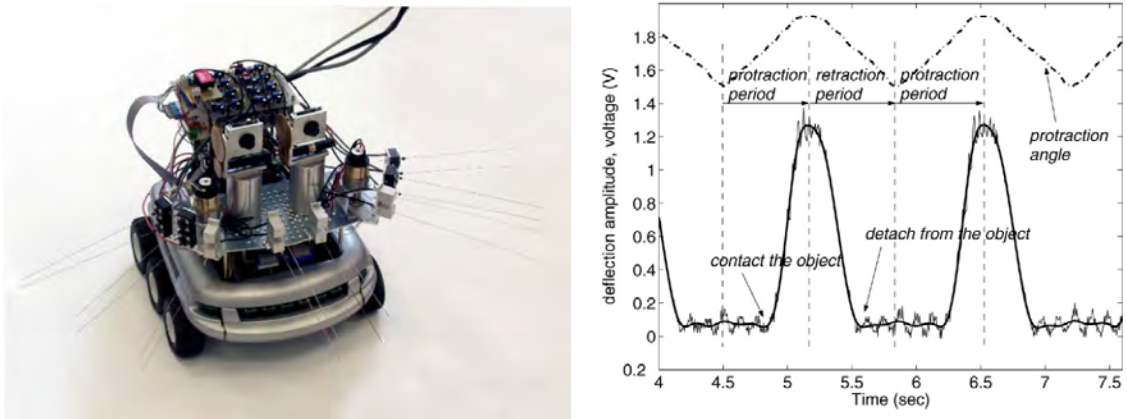 2
1.8
1.6
1.4
1.2
1
0.8
0.6
0.4
0.2
0
0.2
deflection amplitude, voltage (V)
protraction retraction protraction
period period period
protraction
angle
detach from the object
contact the object
4 4.5 5 5.5 6 6.5 7 7.5
Time (sec)